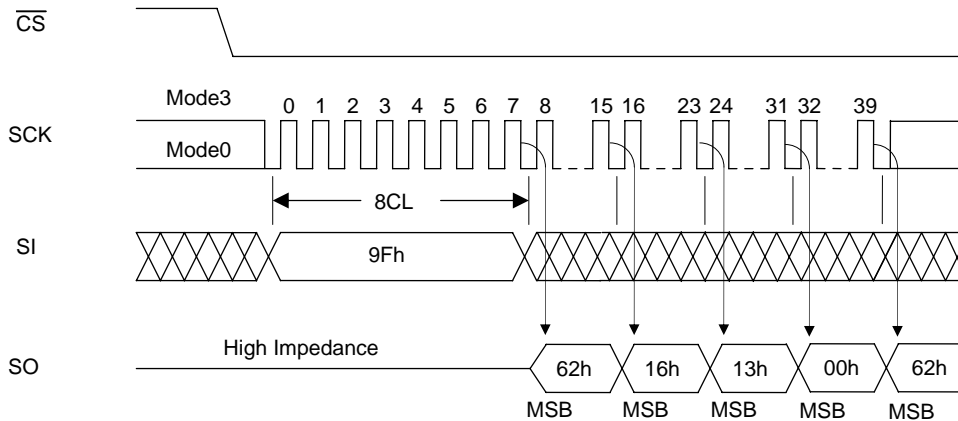 CS
Mode3
0 1 2 3 4 5 6 7 8 15 16 23 24 31 32 39
SCK
Mode0
8CL
SI
9Fh
High Impedance
SO
62h 16h 13h 00h 62h
MSB MSB MSB MSB MSB